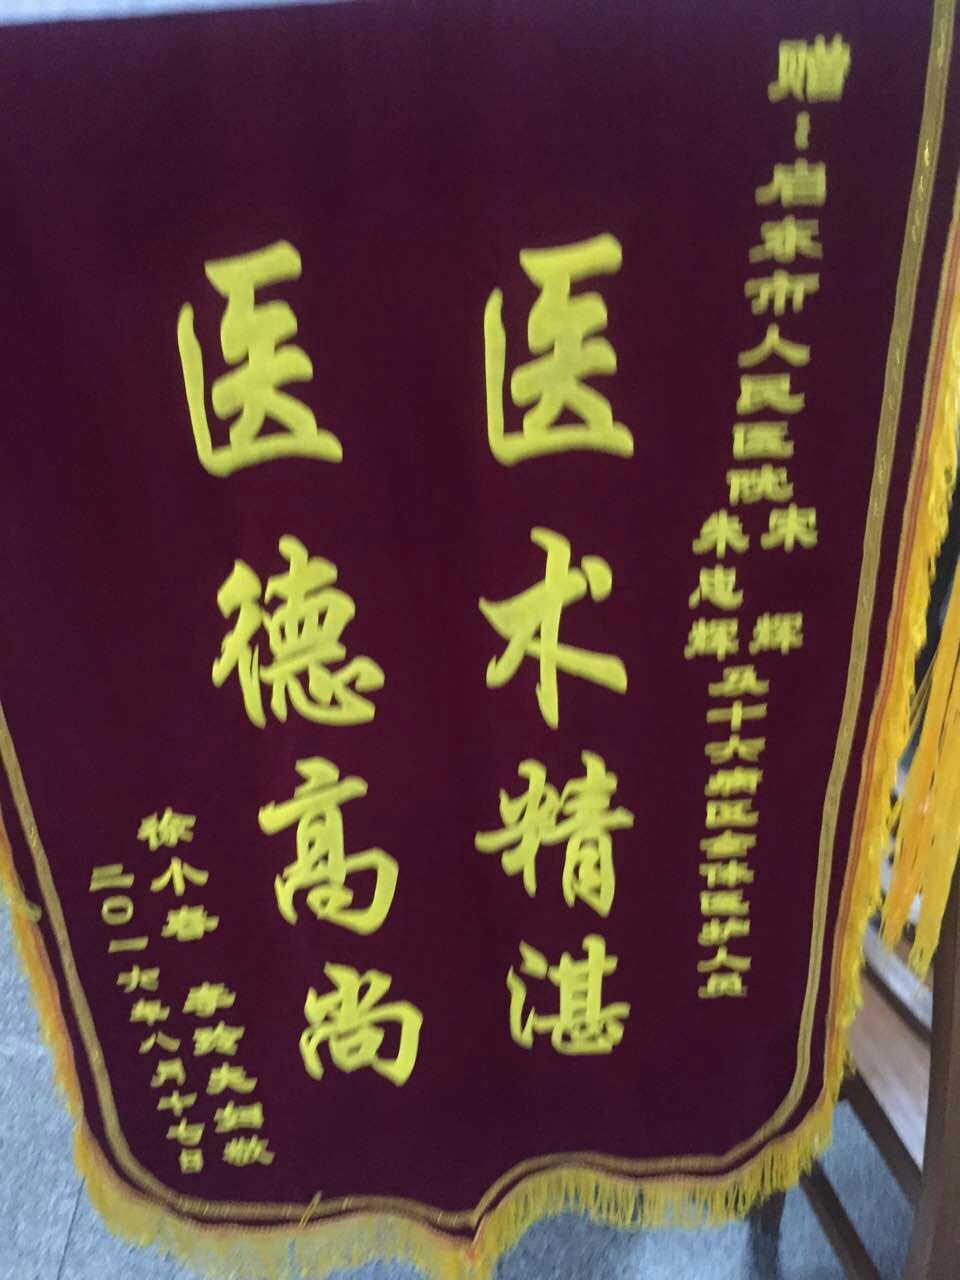 赠：启东市人民医院宋辉
朱忠辉及十六病区全体医护人员
医术精湛
医德高尚
徐小春 李玲夫妇敬
二〇一六年八月十七日